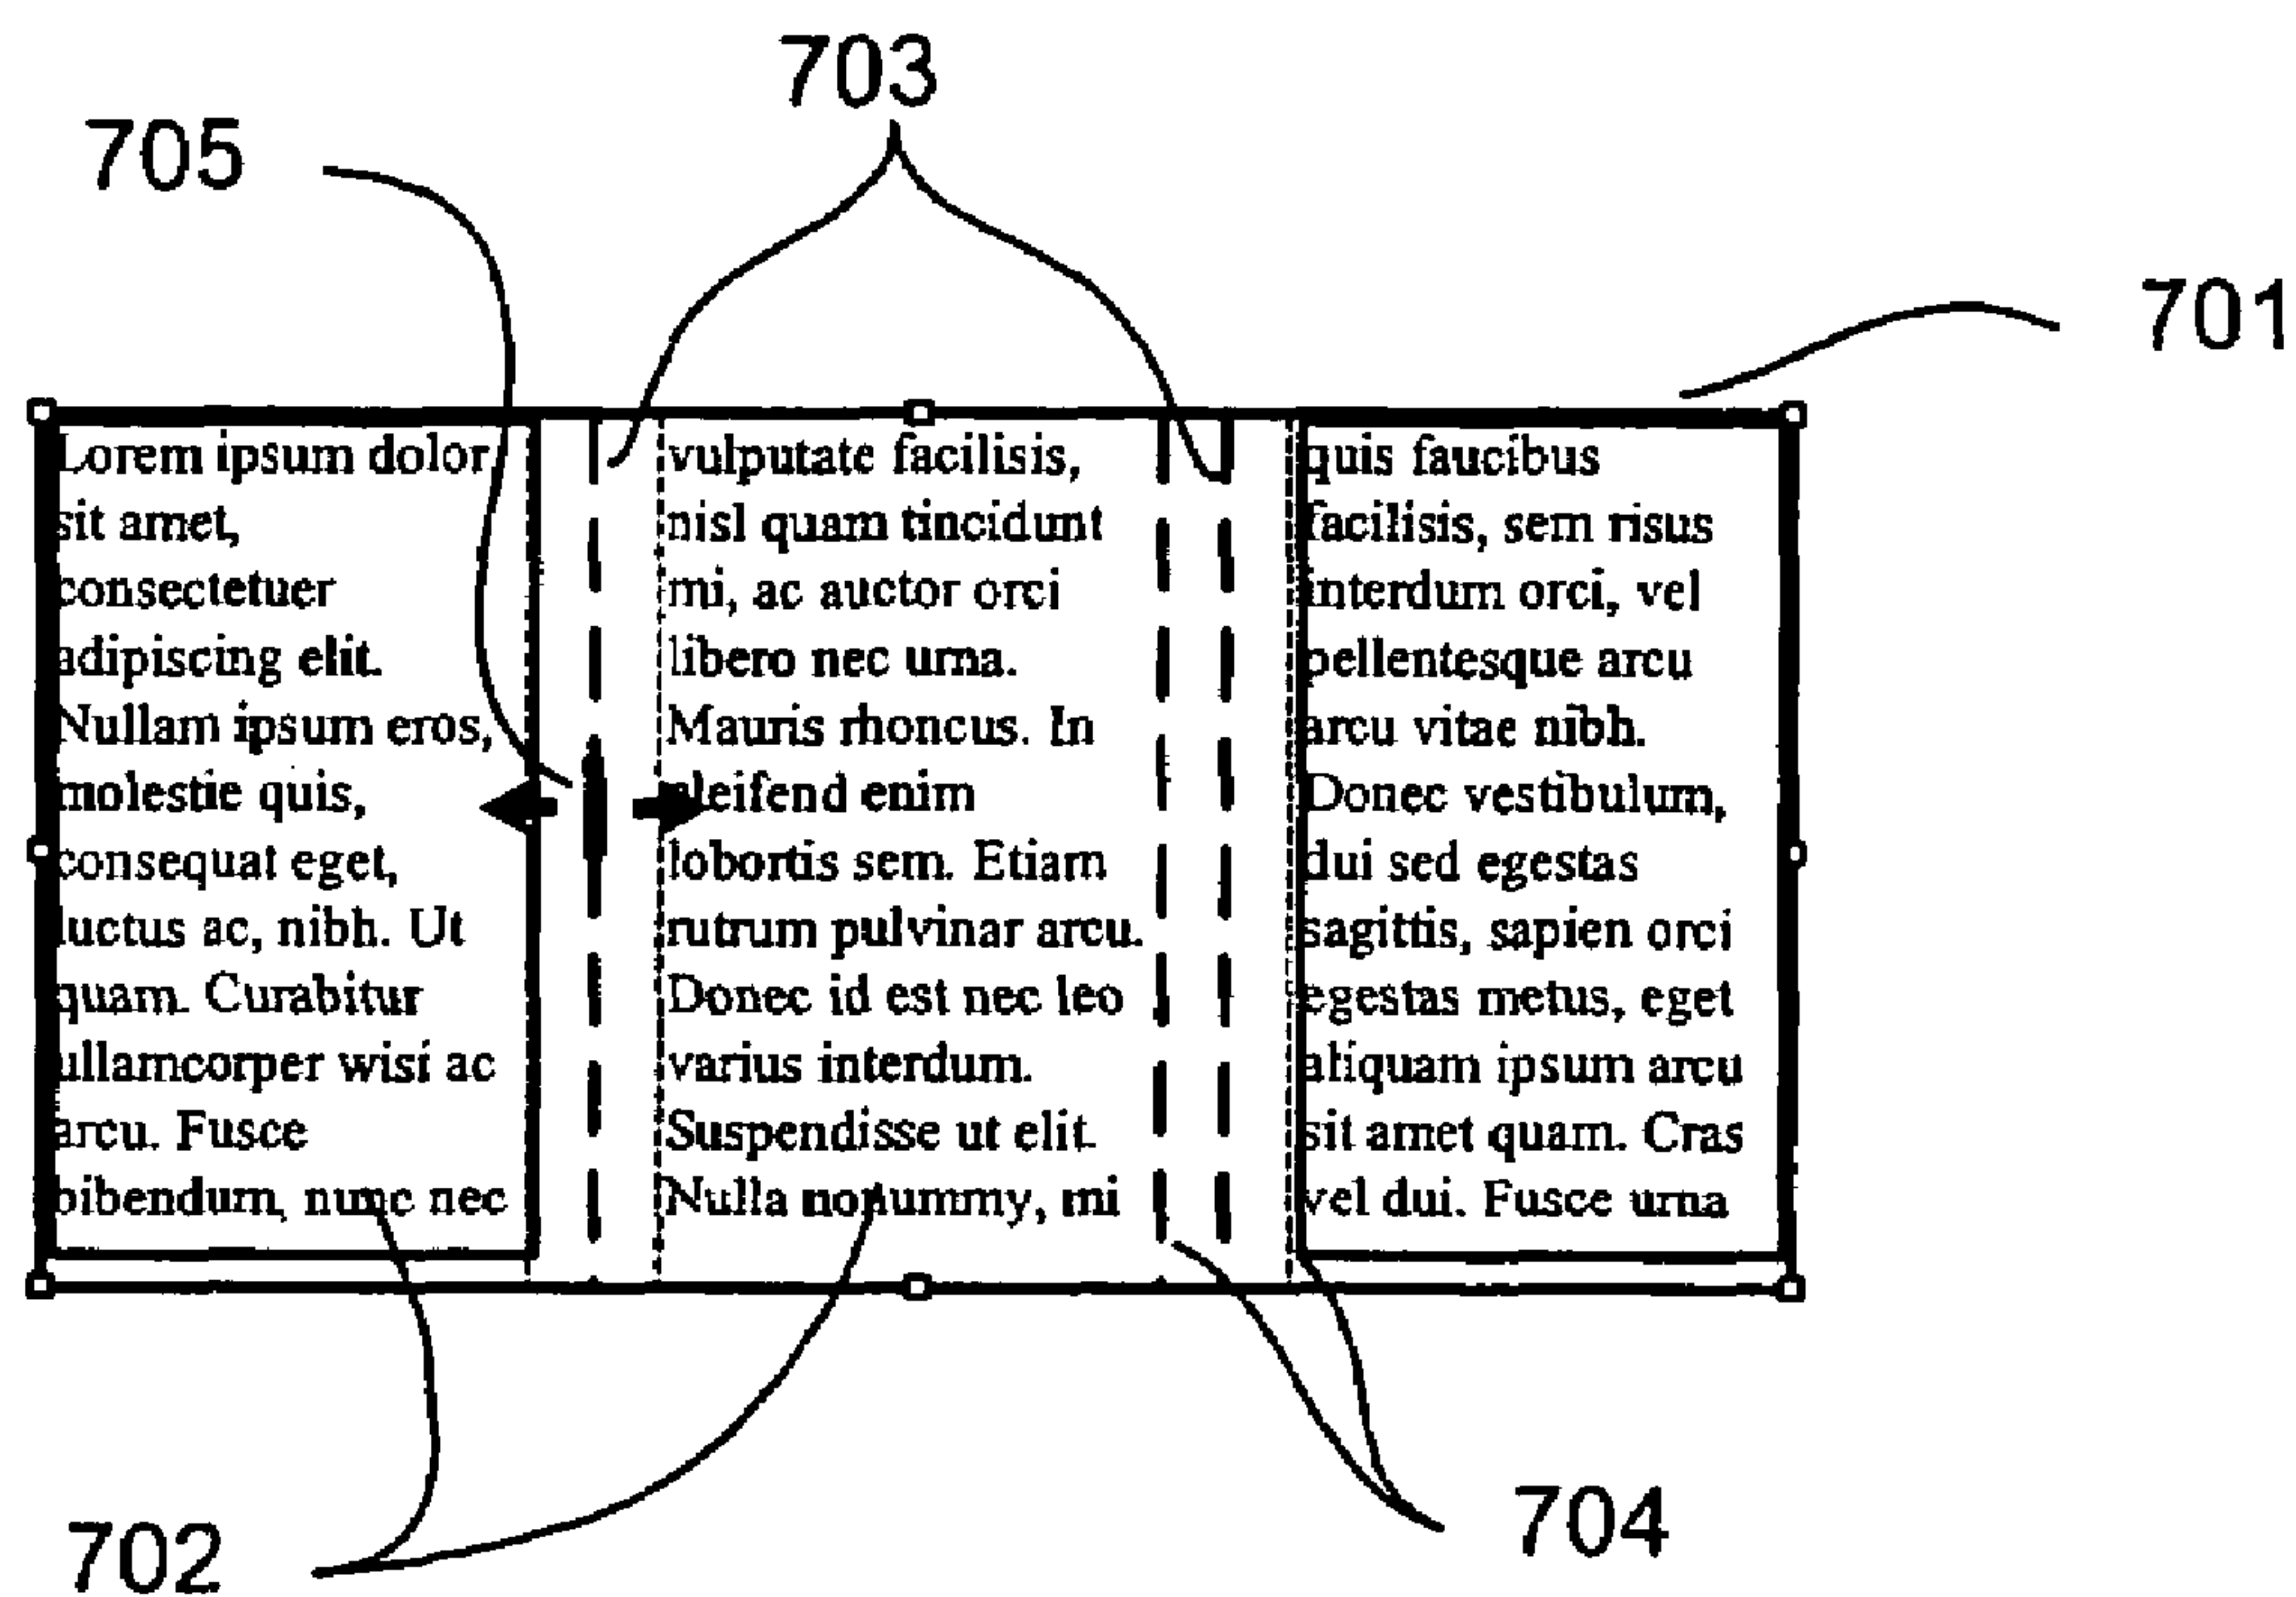 703
705
701
Lorem ipsum dolor
sit amet,
consectetuer
adipiscing elit.
Nullam ipsum eros,
molestie quis,
consequat eget,
luctus ac, nibh. Ut
quam. Curabitur
ullamcorper wisi ac
arcu. Fusce
bibendum, nunc nec
vulputate facilisis,
nisl quam tincidunt
mi, ac auctor orci
libero nec urna.
Mauris rhoncus. In
eleifend enim
lobortis sem. Etiam
rutrum pulvinar arcu.
Donec id est nec leo
varius interdum.
Suspendisse ut elit.
Nulla nonummy, mi
quis faucibus
facilisis, sem risus
interdum orci, vel
pellentesque arcu
arcu vitae nibh.
Donec vestibulum,
dui sed egestas
sagittis, sapien orci
egestas metus, eget
aliquam ipsum arcu
sit amet quam. Cras
vel dui. Fusce urna
702
704